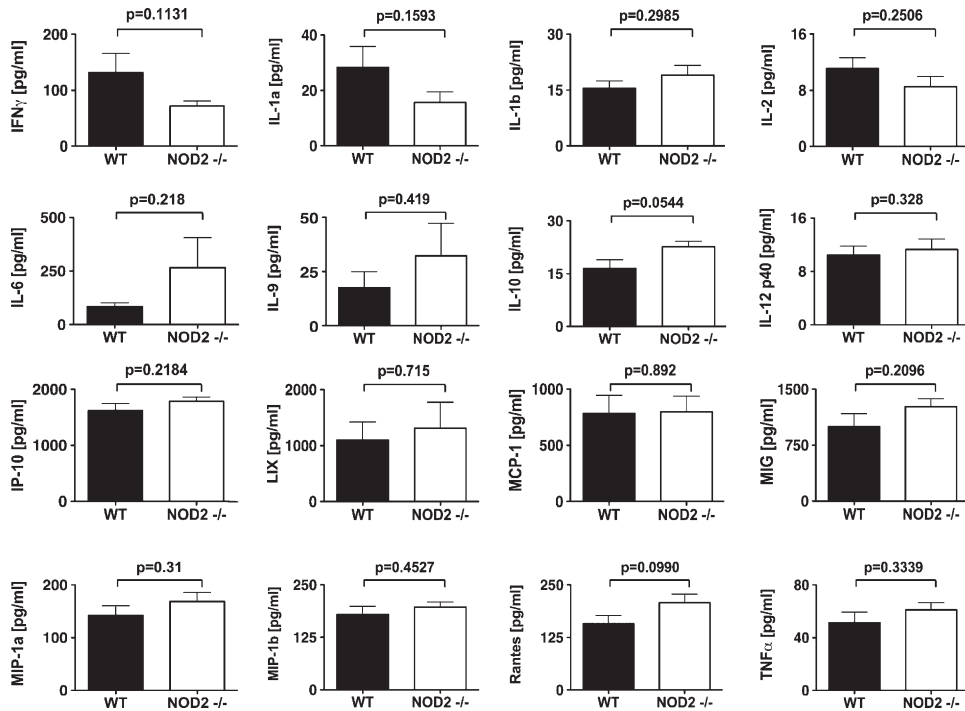 p=0.1131 p=0.1593 p=0.2985 p=0.2506
IFNγ [pg/ml] 200 100 0 WT NOD2 -/-
IL-1a [pg/ml] 40 20 0 WT NOD2 -/-
IL-1b [pg/ml] 30 15 0 WT NOD2 -/-
IL-2 [pg/ml] 16 8 0 WT NOD2 -/-
p=0.218 p=0.419 p=0.0544 p=0.328
IL-6 [pg/ml] 500 250 0 WT NOD2 -/-
IL-9 [pg/ml] 50 25 0 WT NOD2 -/-
IL-10 [pg/ml] 30 15 0 WT NOD2 -/-
IL-12 p40 [pg/ml] 16 8 0 WT NOD2 -/-
p=0.2184 p=0.715 p=0.892 p=0.2096
IP-10 [pg/ml] 2000 1000 0 WT NOD2 -/-
LIX [pg/ml] 2000 1000 0 WT NOD2 -/-
MCP-1 [pg/ml] 1000 500 0 WT NOD2 -/-
MIG [pg/ml] 1500 750 0 WT NOD2 -/-
p=0.31 p=0.4527 p=0.0990 p=0.3339
MIP-1a [pg/ml] 200 100 0 WT NOD2 -/-
MIP-1b [pg/ml] 250 125 0 WT NOD2 -/-
Rantes [pg/ml] 250 125 0 WT NOD2 -/-
TNFα [pg/ml] 80 40 0 WT NOD2 -/-